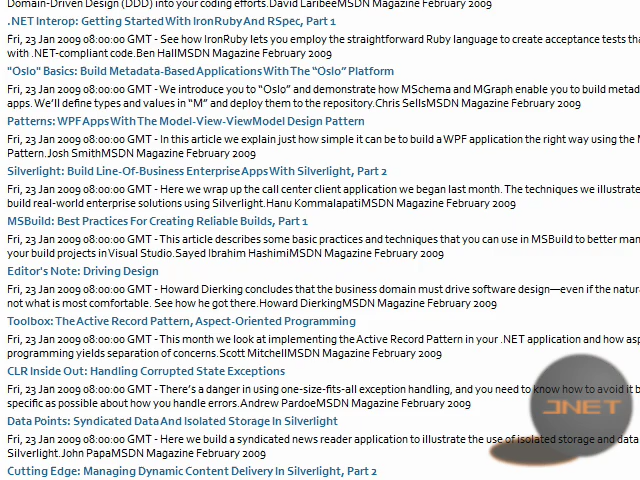 Domain-Driven Design (DDD) into your coding efforts.David LaribeeMSDN Magazine February 2009
.NET Interop: Getting Started With IronRuby And RSpec, Part 1
Fri, 23 Jan 2009 08:00:00 GMT - See how IronRuby lets you employ the straightforward Ruby language to create acceptance tests
with .NET-compliant code.Ben HallMSDN Magazine February 2009
"Oslo" Basics: Build Metadata-Based Applications With The “Oslo” Platform
Fri, 23 Jan 2009 08:00:00 GMT - We introduce you to “Oslo” and demonstrate how MSchema and MGraph enable you to build
apps. We’ll define types and values in “M” and deploy them to the repository.Chris SellsMSDN Magazine February 2009
Patterns: WPF Apps With The Model-View-ViewModel Design Pattern
Fri, 23 Jan 2009 08:00:00 GMT - In this article we explain just how simple it can be to build a WPF application the right way using the
Pattern.Josh SmithMSDN Magazine February 2009
Silverlight: Build Line-Of-Business Enterprise Apps With Silverlight, Part 2
Fri, 23 Jan 2009 08:00:00 GMT - Here we wrap up the call center client application we began last month. The techniques we illustrate
build real-world enterprise solutions using Silverlight.Hanu KommalapatiMSDN Magazine February 2009
MSBuild: Best Practices For Creating Reliable Builds, Part 1
Fri, 23 Jan 2009 08:00:00 GMT - This article describes some basic practices and techniques that you can use in MSBuild to better
your build projects in Visual Studio.Sayed Ibrahim HashimiMSDN Magazine February 2009
Editor's Note: Driving Design
Fri, 23 Jan 2009 08:00:00 GMT - Howard Dierking concludes that the business domain must drive software design—even if the
not what is most comfortable. See how he got there.Howard DierkingMSDN Magazine February 2009
Toolbox: The Active Record Pattern, Aspect-Oriented Programming
Fri, 23 Jan 2009 08:00:00 GMT - This month we look at implementing the Active Record Pattern in your .NET application and how
programming yields separation of concerns.Scott MitchellMSDN Magazine February 2009
CLR Inside Out: Handling Corrupted State Exceptions
Fri, 23 Jan 2009 08:00:00 GMT - There’s a danger in using one-size-fits-all exception handling, and you need to know how to avoid it
specific as possible about how you handle errors.Andrew PardoeMSDN Magazine February 2009
JNET
Data Points: Syndicated Data And Isolated Storage In Silverlight
Fri, 23 Jan 2009 08:00:00 GMT - Here we build a syndicated news reader application to illustrate the use of isolated storage and data
Silverlight.John PapaMSDN Magazine February 2009
Cutting Edge: Managing Dynamic Content Delivery In Silverlight, Part 2